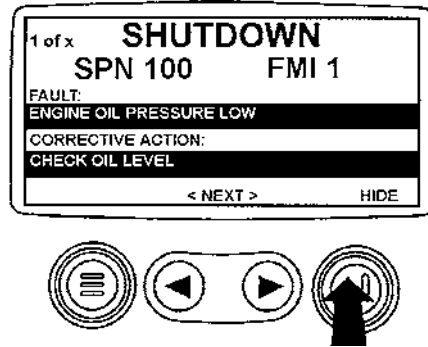 1 of x SHUTDOWN
SPN 100 FMI 1
FAULT:
ENGINE OIL PRESSURE LOW
CORRECTIVE ACTION:
CHECK OIL LEVEL
< NEXT > HIDE